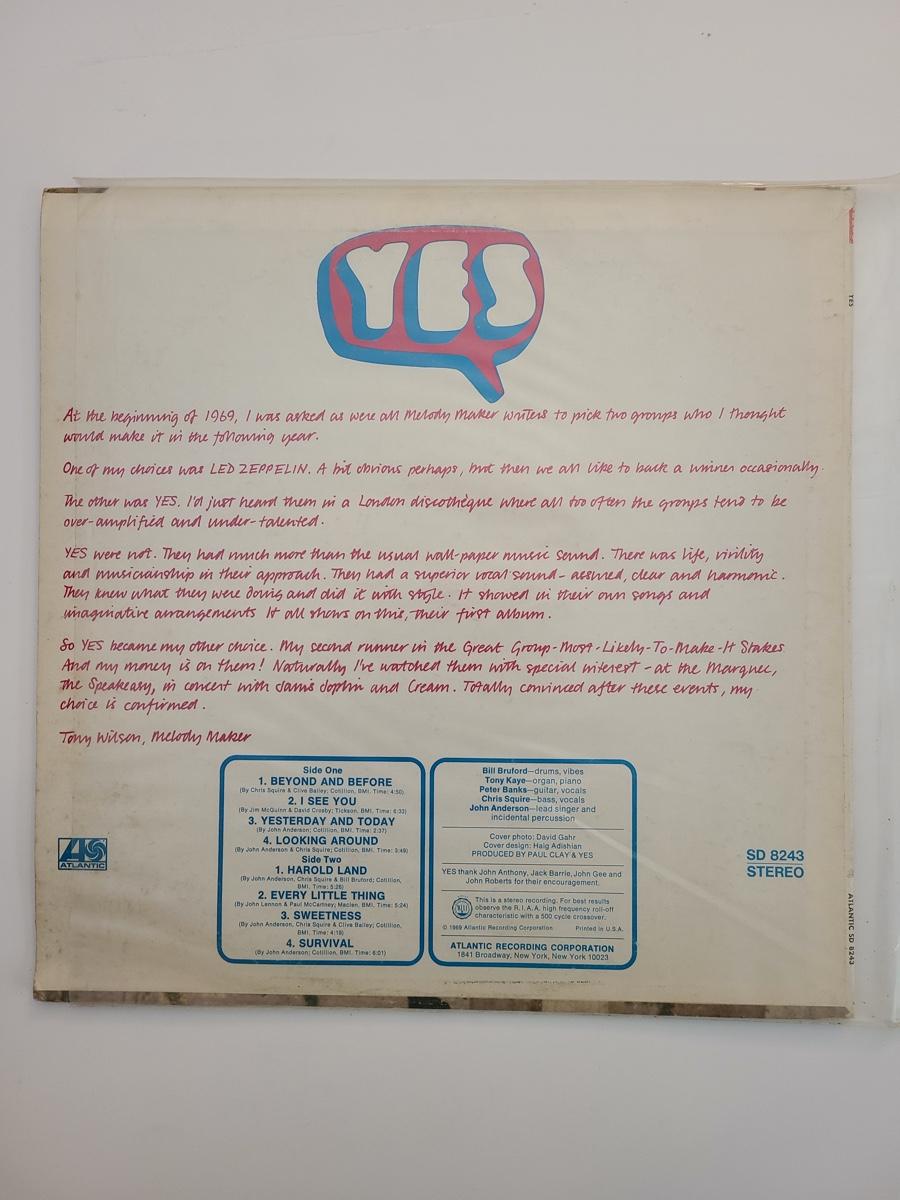 YES
At the beginning of 1969, I was asked as were all Melody Maker writers to pick two groups who I thought
would make it in the following year.
One of my choices was LED ZEPPELIN. A bit obvious perhaps, but then we all like to back a winner occasionally.
The other was YES. I'd just heard them in a London discothèque where all too often the groups tend to be
over-amplified and under-talented.
YES were not. They had much more than the usual wall-paper music sound. There was life, virility
and musicianship in their approach. They had a superior vocal sound - assured, clear and harmonic.
They knew what they were doing and did it with style. It showed in their own songs and
imaginative arrangements It all shows on this, their first album.
So YES became my other choice. My second runner in the Great Group-Most-Likely-To-Make-It Stakes
And my money is on them! Naturally I've watched them with special interest - at the Marquee,
The Speakeasy, in concert with Janis Joplin and Cream. Totally convinced after these events, my
choice is confirmed.
Tony Wilson, Melody Maker
Side One
1. BEYOND AND BEFORE
(By Chris Squire & Clive Bailey; Cotillion, BMI. Time: 4:50)
2. I SEE YOU
(By Jim McGuinn & David Crosby; Tickson, BMI. Time: 6:33)
3. YESTERDAY AND TODAY
(By John Anderson; Cotillion, BMI. Time: 2:37)
4. LOOKING AROUND
(By John Anderson & Chris Squire; Cotillion, BMI. Time: 3:49)
Side Two
1. HAROLD LAND
(By John Anderson, Chris Squire & Bill Bruford; Cotillion,
BMI. Time: 5:26)
2. EVERY LITTLE THING
(By John Lennon & Paul McCartney; Maclen, BMI. Time: 5:24)
3. SWEETNESS
(By John Anderson, Chris Squire & Clive Bailey; Cotillion,
BMI. Time: 4:19)
4. SURVIVAL
(By John Anderson; Cotillion, BMI. Time: 6:01)
Bill Bruford—drums, vibes
Tony Kaye—organ, piano
Peter Banks—guitar, vocals
Chris Squire—bass, vocals
John Anderson—lead singer and
incidental percussion
Cover photo: David Gahr
Cover design: Haig Adishian
PRODUCED BY PAUL CLAY & YES
YES thank John Anthony, Jack Barrie, John Gee and
John Roberts for their encouragement.
This is a stereo recording. For best results
observe the R.I.A.A. high frequency roll-off
characteristic with a 500 cycle crossover.
© 1969 Atlantic Recording Corporation Printed in U.S.A.
ATLANTIC RECORDING CORPORATION
1841 Broadway, New York, New York 10023
ATLANTIC
SD 8243
STEREO
YES
ATLANTIC SD 8243